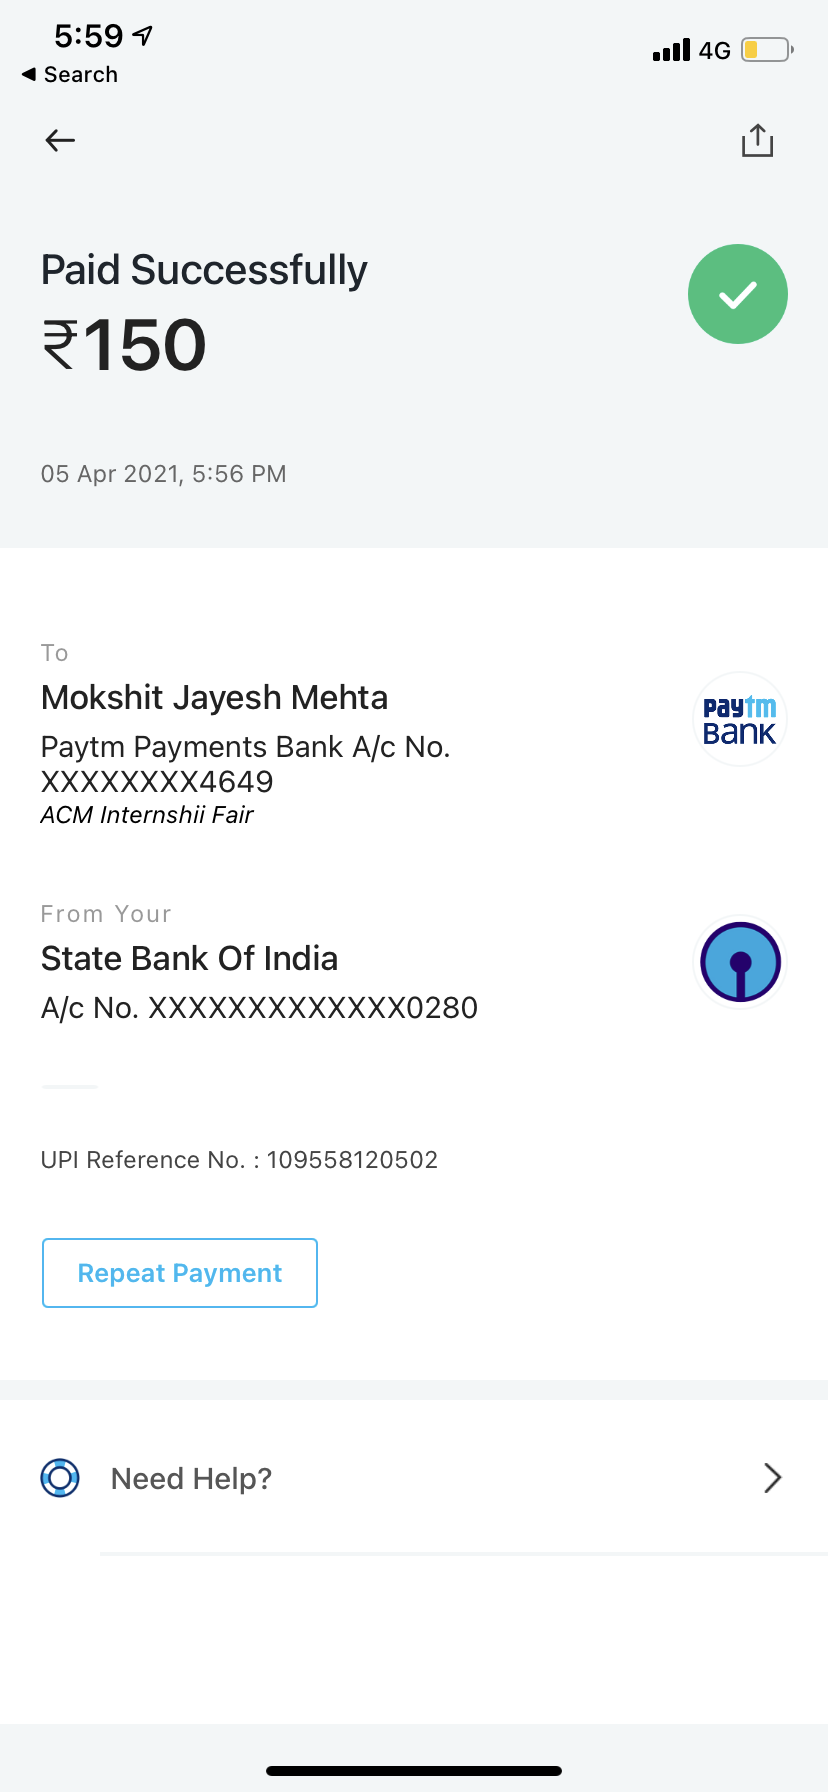 5:59
4G
◀ Search
Paid Successfully
₹150
05 Apr 2021, 5:56 PM
To
Mokshit Jayesh Mehta
paytm
BANK
Paytm Payments Bank A/c No.
XXXXXXXX4649
ACM Internshii Fair
From Your
State Bank Of India
A/c No. XXXXXXXXXXXXX0280
UPI Reference No. : 109558120502
Repeat Payment
Need Help?